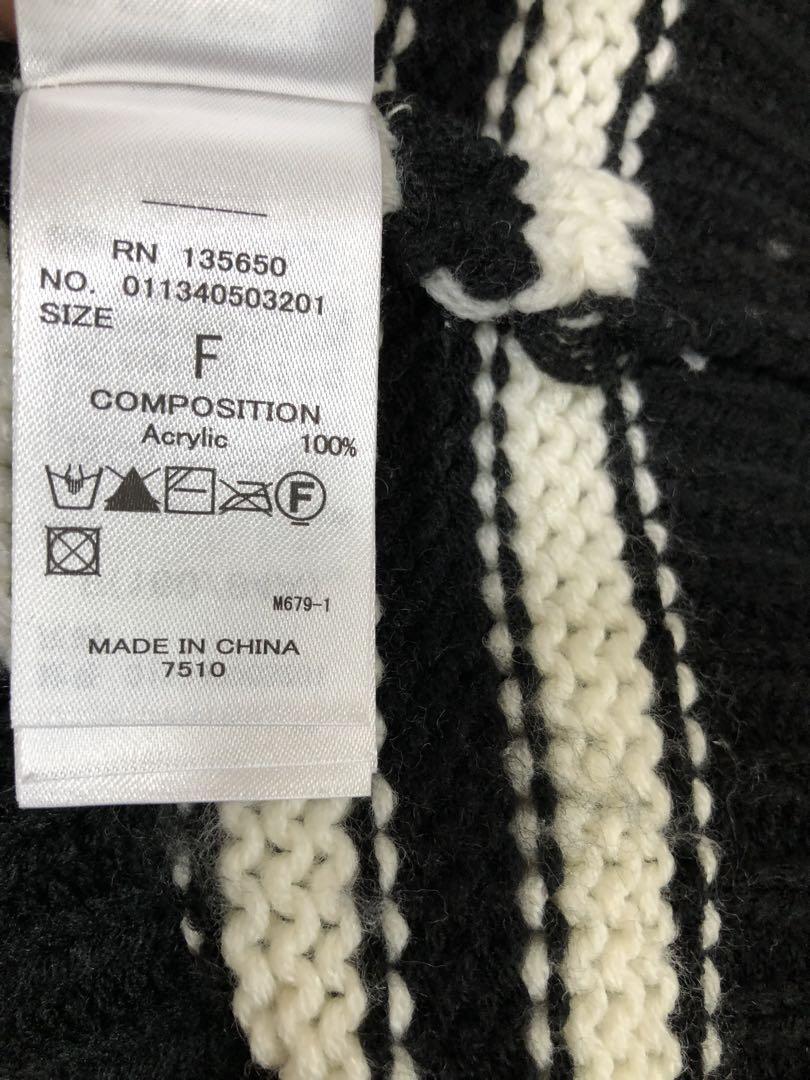 RN 135650
NO. 011340503201
SIZE
F
COMPOSITION
Acrylic 100%
F
M679-1
MADE IN CHINA
7510